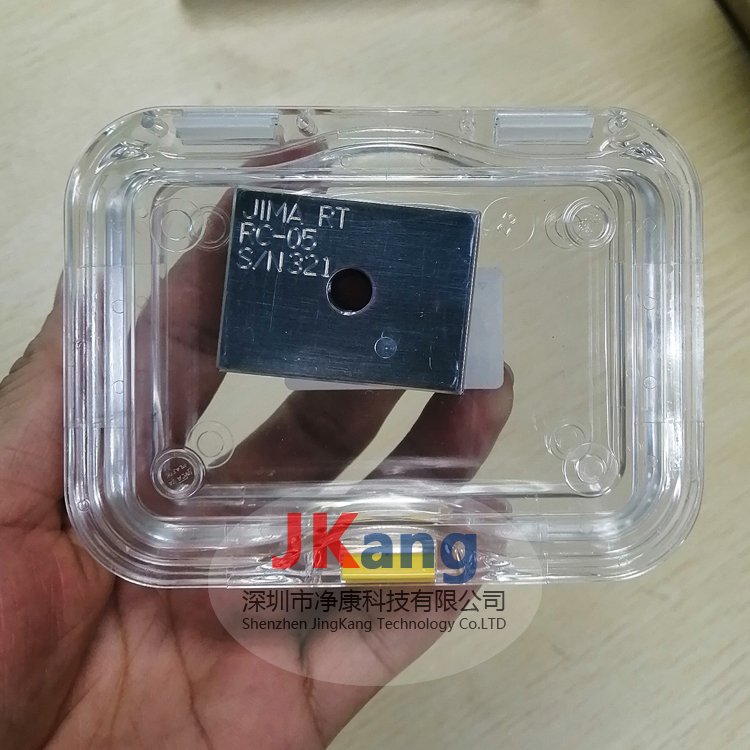 JIMA RT
RC-05
S/N 321
JKang
深圳市净康科技有限公司
Shenzhen JingKang Technology Co.LTD